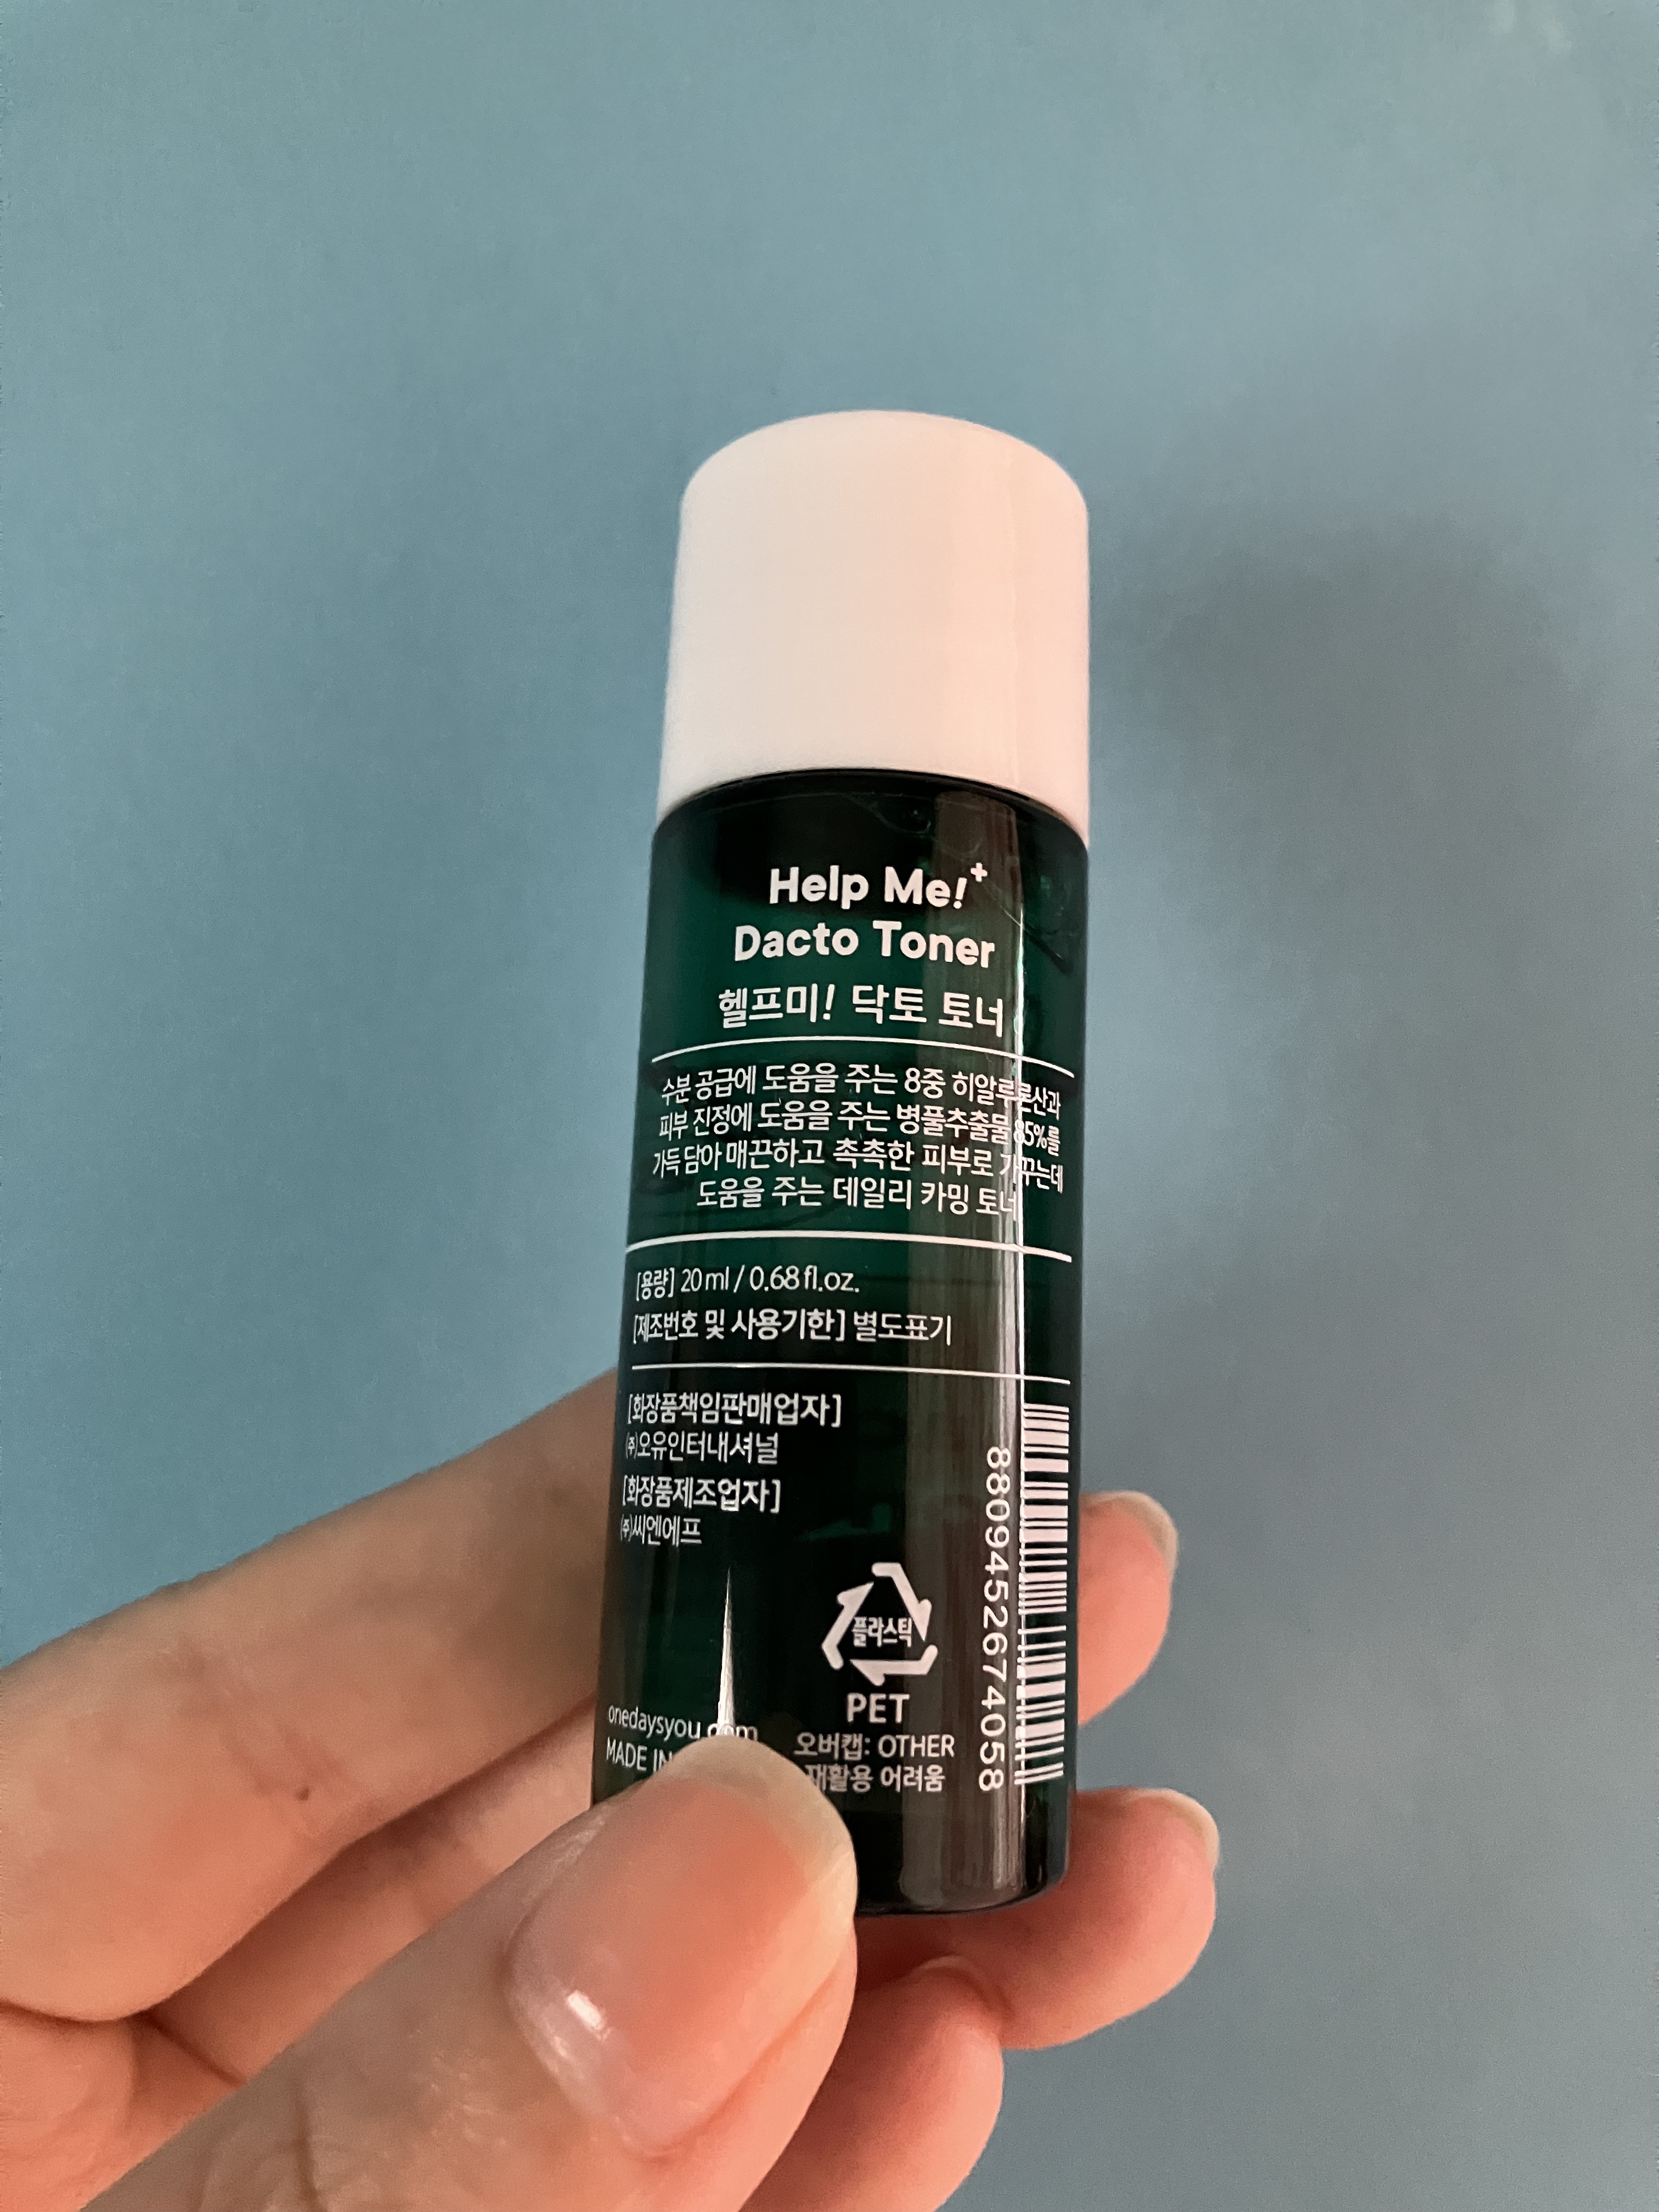 Help Me!+
Dacto Toner
헬프미! 닥토 토너
수분 공급에 도움을 주는 8중 히알루론산과
피부 진정에 도움을 주는 병풀추출물 85%를
가득 담아 매끈하고 촉촉한 피부로 가꾸는데
도움을 주는 데일리 카밍 토너
[용량] 20ml / 0.68fl.oz.
[제조번호 및 사용기한] 별도표기
[화장품책임판매업자]
㈜오유인터내셔널
[화장품제조업자]
㈜씨엔에프
플라스틱
PET
오버캡: OTHER
재활용 어려움
onedaysyou.com
MADE IN
8809452674058